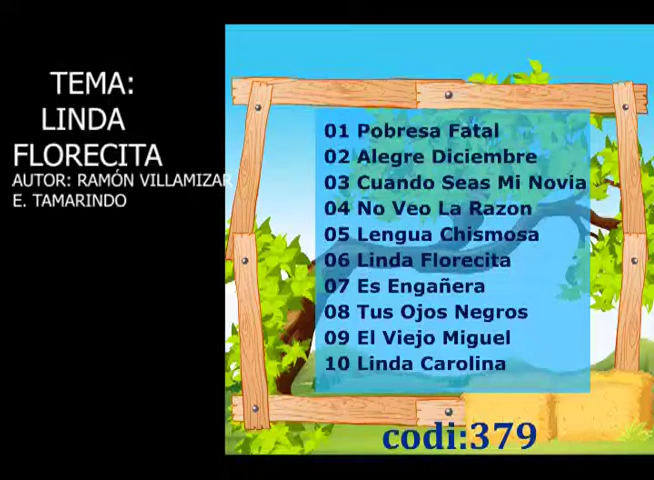 TEMA:
LINDA
FLORECITA
AUTOR: RAMÓN VILLAMIZAR
E. TAMARINDO
01 Pobresa Fatal
02 Alegre Diciembre
03 Cuando Seas Mi Novia
04 No Veo La Razon
05 Lengua Chismosa
06 Linda Florecita
07 Es Engañera
08 Tus Ojos Negros
09 El Viejo Miguel
10 Linda Carolina
codi:379